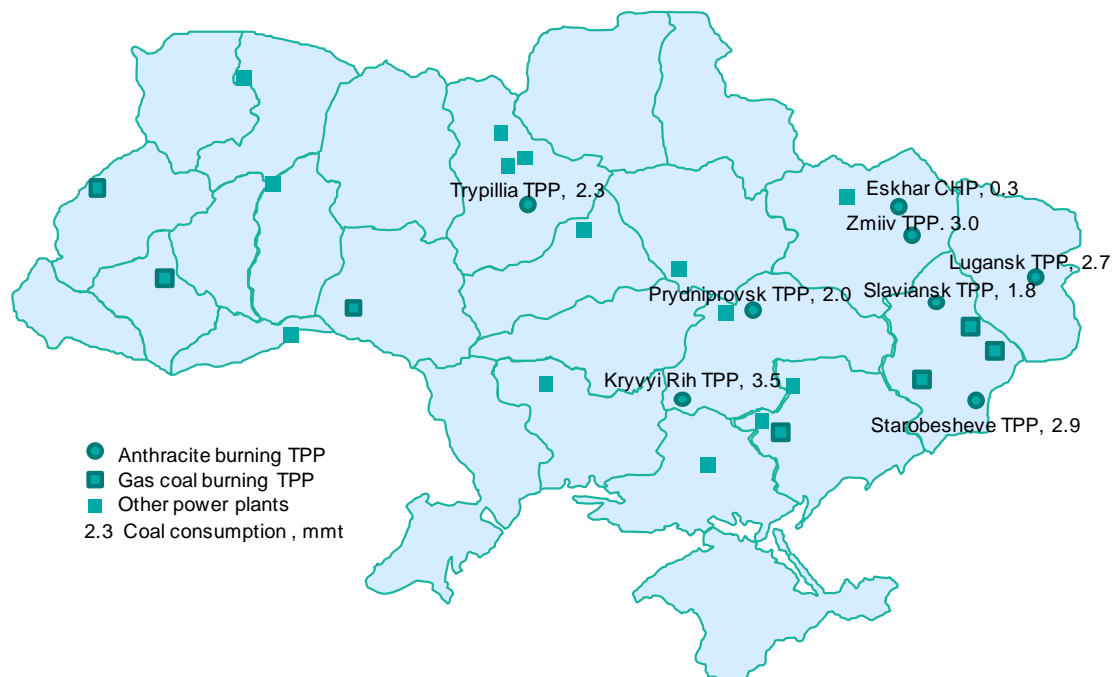 Eskhar CHP, 0.3
Trypillia TPP, 2.3
Zmiiv TPP. 3.0
Lugansk TPP, 2.7
Slaviansk TPP, 1.8
Prydniprovsk TPP, 2.0
Kryvyi Rih TPP, 3.5
Starobesheve TPP, 2.9
Anthracite burning TPP
Gas coal burning TPP
Other power plants
2.3 Coal consumption , mmt